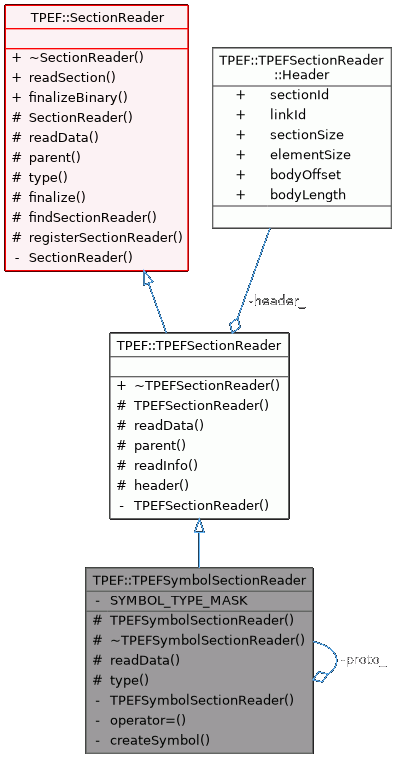 TPEF::SectionReader
+ ~SectionReader()
+ readSection()
+ finalizeBinary()
# SectionReader()
# readData()
# parent()
# type()
# finalize()
# findSectionReader()
# registerSectionReader()
- SectionReader()
TPEF::TPEFSectionReader
::Header
+ sectionId
+ linkId
+ sectionSize
+ elementSize
+ bodyOffset
+ bodyLength
-header_
TPEF::TPEFSectionReader
+ ~TPEFSectionReader()
# TPEFSectionReader()
# readData()
# parent()
# readInfo()
# header()
- TPEFSectionReader()
TPEF::TPEFSymbolSectionReader
- SYMBOL_TYPE_MASK
# TPEFSymbolSectionReader()
# ~TPEFSymbolSectionReader()
# readData()
# type()
- TPEFSymbolSectionReader()
- operator=()
- createSymbol()
-proto_